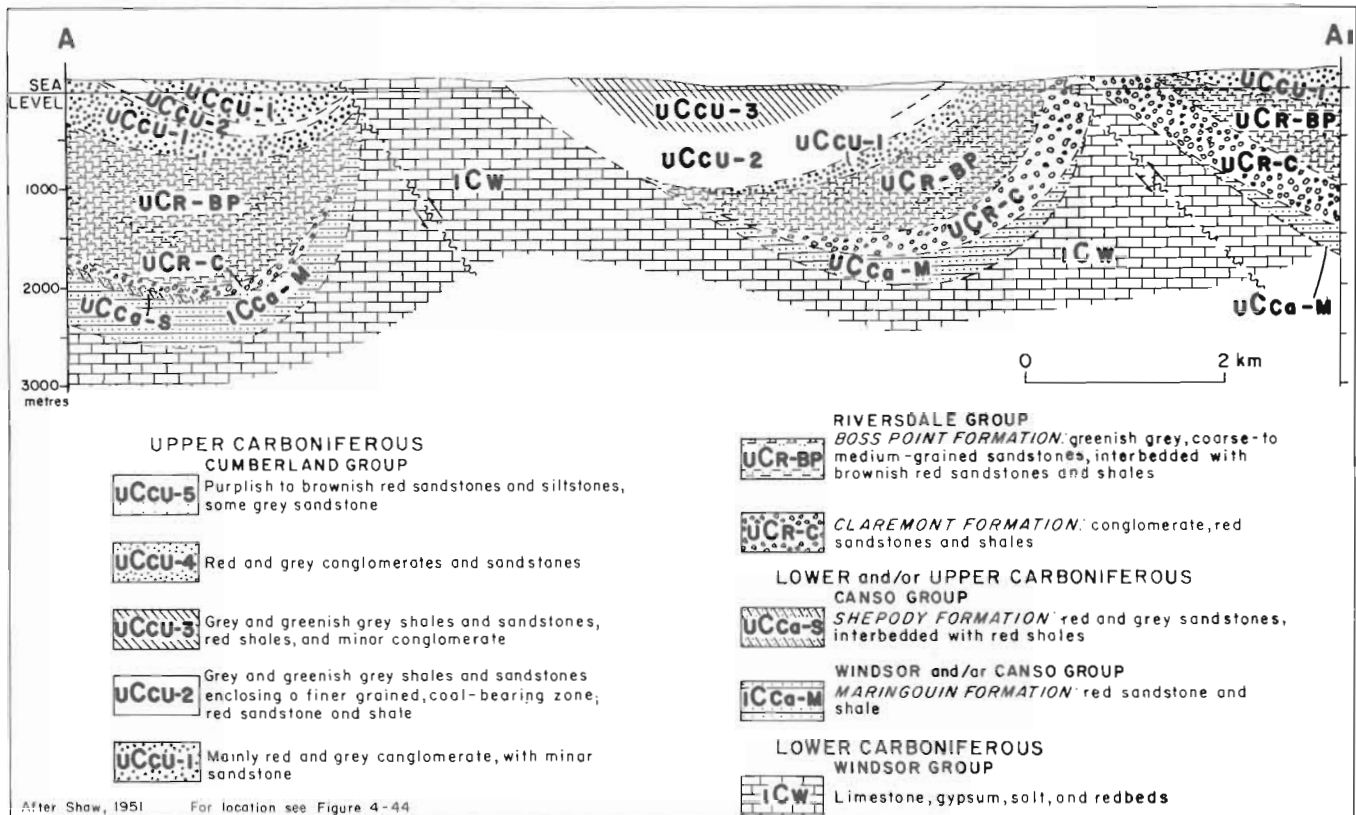 A
A1
SEA
LEVEL
1000
2000
3000
metres
UCCU-1
UCCU-2
UCCU-1
UCR-BP
UCR-C
UCCa-S
lCCa-M
lCW
UCCU-3
UCCU-2
UCCU-1
UCR-BP
UCR-C
UCCa-M
lCW
UCCU-1
UCR-BP
UCR-C
UCCa-M
0 2 km
UPPER CARBONIFEROUS
CUMBERLAND GROUP
UCCU-5 Purplish to brownish red sandstones and siltstones,
some grey sandstone
UCCU-4 Red and grey conglomerates and sandstones
UCCU-3 Grey and greenish grey shales and sandstones,
red shales, and minor conglomerate
UCCU-2 Grey and greenish grey shales and sandstones
enclosing a finer grained, coal-bearing zone;
red sandstone and shale
UCCU-1 Mainly red and grey canglomerate, with minor
sandstone
After Shaw, 1951 For location see Figure 4-44
RIVERSDALE GROUP
UCR-BP BOSS POINT FORMATION: greenish grey, coarse-to
medium-grained sandstones, interbedded with
brownish red sandstones and shales
UCR-C CLAREMONT FORMATION: conglomerate, red
sandstones and shales
LOWER and/or UPPER CARBONIFEROUS
CANSO GROUP
UCCa-S SHEPODY FORMATION: red and grey sandstones,
interbedded with red shales
WINDSOR and/or CANSO GROUP
lCCa-M MARINGOUIN FORMATION: red sandstone and
shale
LOWER CARBONIFEROUS
WINDSOR GROUP
lCW Limestone, gypsum, salt, and redbeds